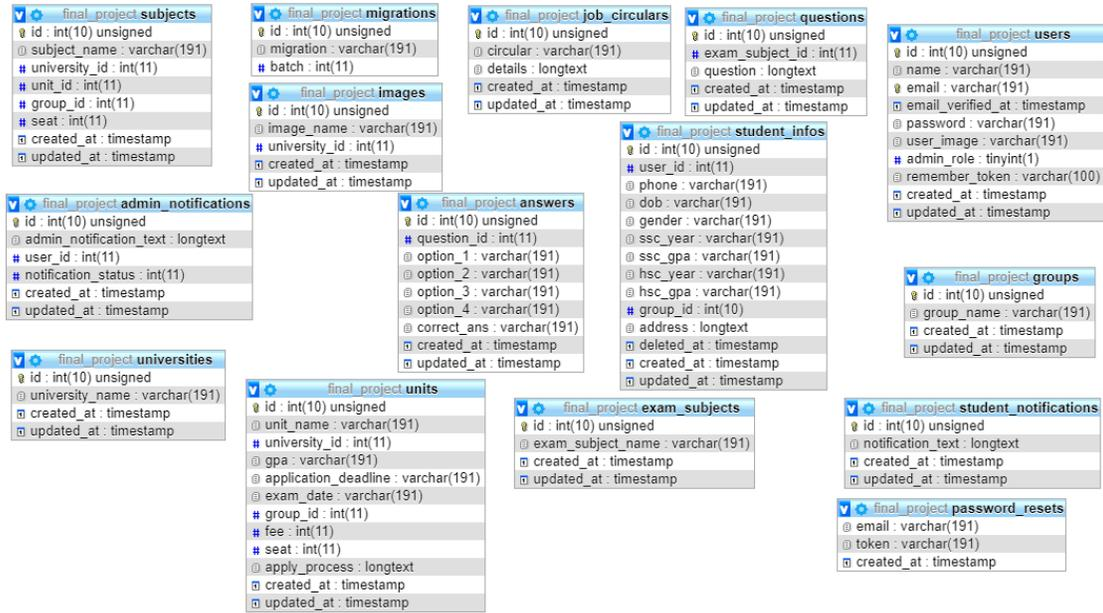 final_project subjects
id : int(10) unsigned
subject_name : varchar(191)
university_id : int(11)
unit_id : int(11)
group_id : int(11)
seat : int(11)
created_at : timestamp
updated_at : timestamp
final_project migrations
id : int(10) unsigned
migration : varchar(191)
batch : int(11)
final_project images
id : int(10) unsigned
image_name : varchar(191)
university_id : int(11)
created_at : timestamp
updated_at : timestamp
final_project job_circulars
id : int(10) unsigned
circular : varchar(191)
details : longtext
created_at : timestamp
updated_at : timestamp
final_project questions
id : int(10) unsigned
exam_subject_id : int(11)
question : longtext
created_at : timestamp
updated_at : timestamp
final_project users
id : int(10) unsigned
name : varchar(191)
email : varchar(191)
email_verified_at : timestamp
password : varchar(191)
user_image : varchar(191)
admin_role : tinyint(1)
remember_token : varchar(100)
created_at : timestamp
updated_at : timestamp
final_project student_infos
id : int(10) unsigned
user_id : int(11)
phone : varchar(191)
dob : varchar(191)
gender : varchar(191)
ssc_year : varchar(191)
ssc_gpa : varchar(191)
hsc_year : varchar(191)
hsc_gpa : varchar(191)
group_id : int(10)
address : longtext
deleted_at : timestamp
created_at : timestamp
updated_at : timestamp
final_project admin_notifications
id : int(10) unsigned
admin_notification_text : longtext
user_id : int(11)
notification_status : int(11)
created_at : timestamp
updated_at : timestamp
final_project answers
id : int(10) unsigned
question_id : int(11)
option_1 : varchar(191)
option_2 : varchar(191)
option_3 : varchar(191)
option_4 : varchar(191)
correct_ans : varchar(191)
created_at : timestamp
updated_at : timestamp
final_project groups
id : int(10) unsigned
group_name : varchar(191)
created_at : timestamp
updated_at : timestamp
final_project universities
id : int(10) unsigned
university_name : varchar(191)
created_at : timestamp
updated_at : timestamp
final_project units
id : int(10) unsigned
unit_name : varchar(191)
university_id : int(11)
gpa : varchar(191)
application_deadline : varchar(191)
exam_date : varchar(191)
group_id : int(11)
fee : int(11)
seat : int(11)
apply_process : longtext
created_at : timestamp
updated_at : timestamp
final_project exam_subjects
id : int(10) unsigned
exam_subject_name : varchar(191)
created_at : timestamp
updated_at : timestamp
final_project student_notifications
id : int(10) unsigned
notification_text : longtext
created_at : timestamp
updated_at : timestamp
final_project password_resets
email : varchar(191)
token : varchar(191)
created_at : timestamp